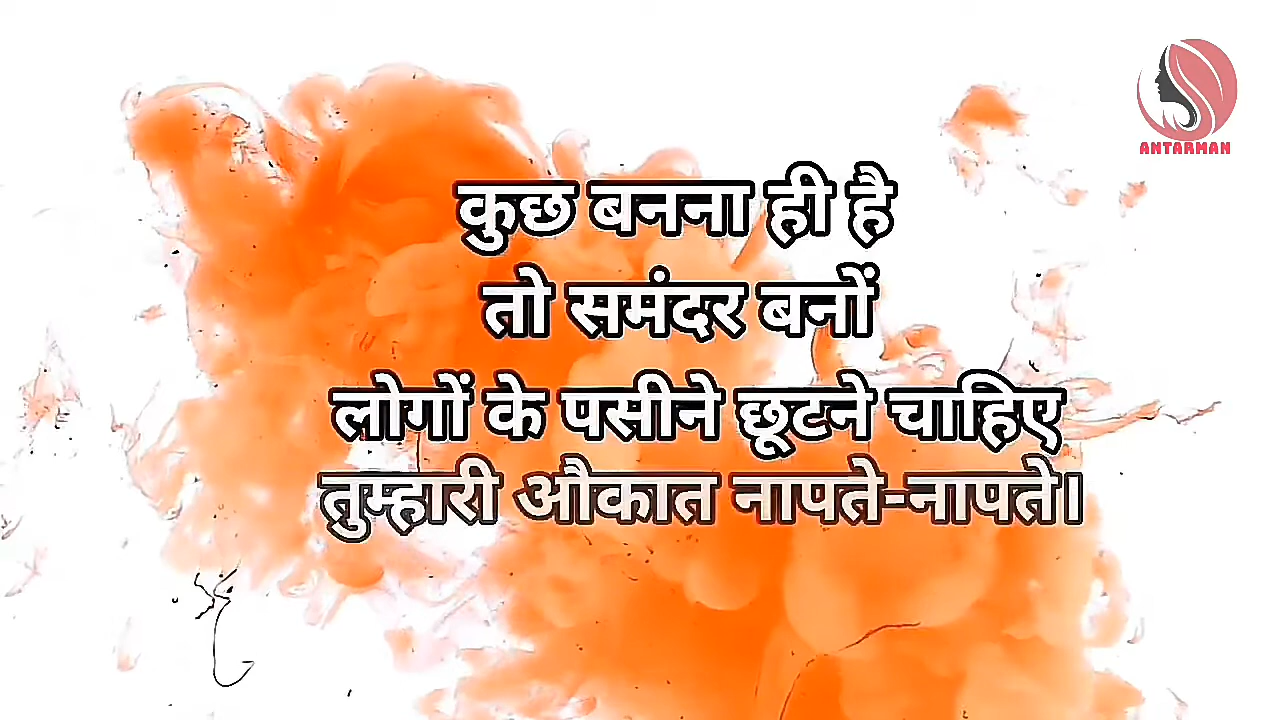 ANTARMAN
कुछ बनना ही है
तो समंदर बनों
लोगों के पसीने छूटने चाहिए
तुम्हारी औकात नापते-नापते।